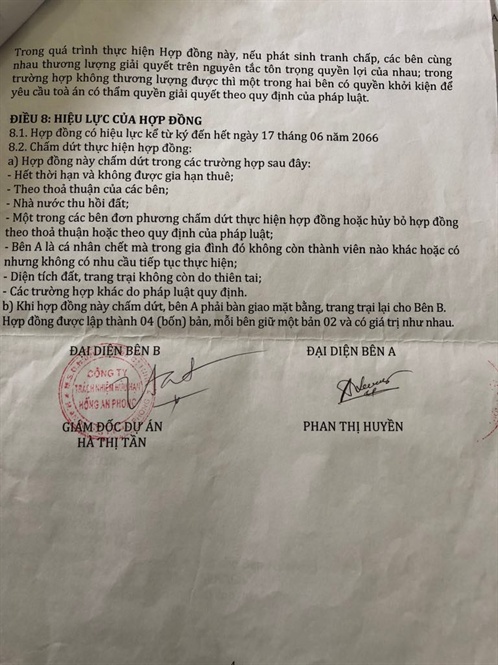 Trong quá trình thực hiện Hợp đồng này, nếu phát sinh tranh chấp, các bên cùng
nhau thương lượng giải quyết trên nguyên tắc tôn trọng quyền lợi của nhau; trong
trường hợp không thương lượng được thì một trong hai bên có quyền khởi kiện để
yêu cầu toà án có thẩm quyền giải quyết theo quy định của pháp luật.
ĐIỀU 8: HIỆU LỰC CỦA HỢP ĐỒNG
8.1. Hợp đồng có hiệu lực kể từ ký đến hết ngày 17 tháng 06 năm 2066
8.2. Chấm dứt thực hiện hợp đồng:
a) Hợp đồng này chấm dứt trong các trường hợp sau đây:
- Hết thời hạn và không được gia hạn thuê;
- Theo thoả thuận của các bên;
- Nhà nước thu hồi đất;
- Một trong các bên đơn phương chấm dứt thực hiện hợp đồng hoặc hủy bỏ hợp đồng
theo thoả thuận hoặc theo quy định của pháp luật;
- Bên A là cá nhân chết mà trong gia đình đó không còn thành viên nào khác hoặc có
nhưng không có nhu cầu tiếp tục thực hiện;
- Diện tích đất, trang trại không còn do thiên tai;
- Các trường hợp khác do pháp luật quy định.
b) Khi hợp đồng này chấm dứt, bên A phải bàn giao mặt bằng, trang trại lại cho Bên B.
Hợp đồng được lập thành 04 (bốn) bản, mỗi bên giữ một bản 02 và có giá trị như nhau.
ĐẠI DIỆN BÊN B
ĐẠI DIỆN BÊN A
CÔNG TY
TRÁCH NHIỆM HỮU HẠN
HỒNG AN PHONG
GIÁM ĐỐC DỰ ÁN
HÀ THỊ TẦN
PHAN THỊ HUYỀN